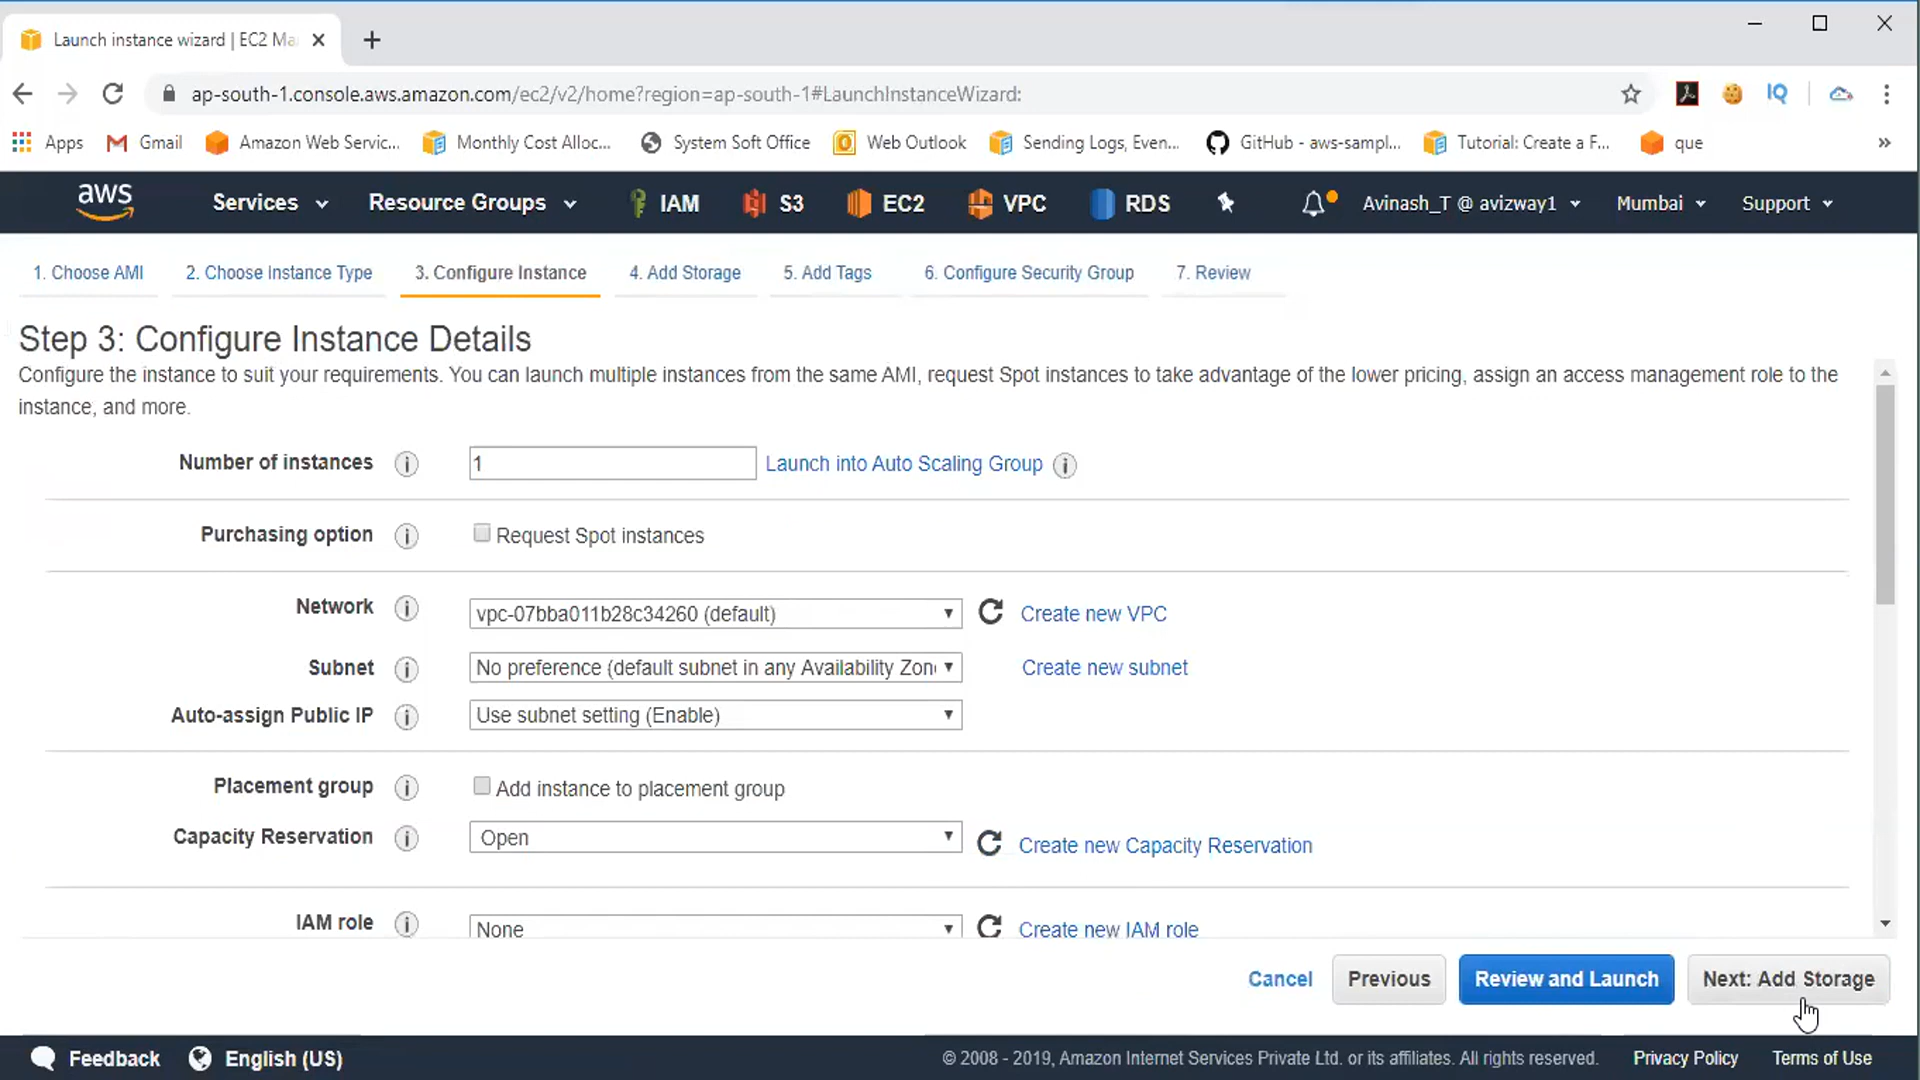 Launch instance wizard | EC2 Ma
ap-south-1.console.aws.amazon.com/ec2/v2/home?region=ap-south-1#LaunchInstanceWizard:
IQ
Apps Gmail Amazon Web Servic... Monthly Cost Alloc... System Soft Office Web Outlook Sending Logs, Even... GitHub - aws-sampl... Tutorial: Create a F... que »
aws Services Resource Groups IAM S3 EC2 VPC RDS Avinash_T @ avizway1 Mumbai Support
1. Choose AMI 2. Choose Instance Type 3. Configure Instance 4. Add Storage 5. Add Tags 6. Configure Security Group 7. Review
Step 3: Configure Instance Details
Configure the instance to suit your requirements. You can launch multiple instances from the same AMI, request Spot instances to take advantage of the lower pricing, assign an access management role to the
instance, and more.
Number of instances i 1 Launch into Auto Scaling Group i
Purchasing option i Request Spot instances
Network i vpc-07bba011b28c34260 (default) Create new VPC
Subnet i No preference (default subnet in any Availability Zon Create new subnet
Auto-assign Public IP i Use subnet setting (Enable)
Placement group i Add instance to placement group
Capacity Reservation i Open Create new Capacity Reservation
IAM role i None Create new IAM role
Cancel Previous Review and Launch Next: Add Storage
Feedback English (US) © 2008 - 2019, Amazon Internet Services Private Ltd. or its affiliates. All rights reserved. Privacy Policy Terms of Use